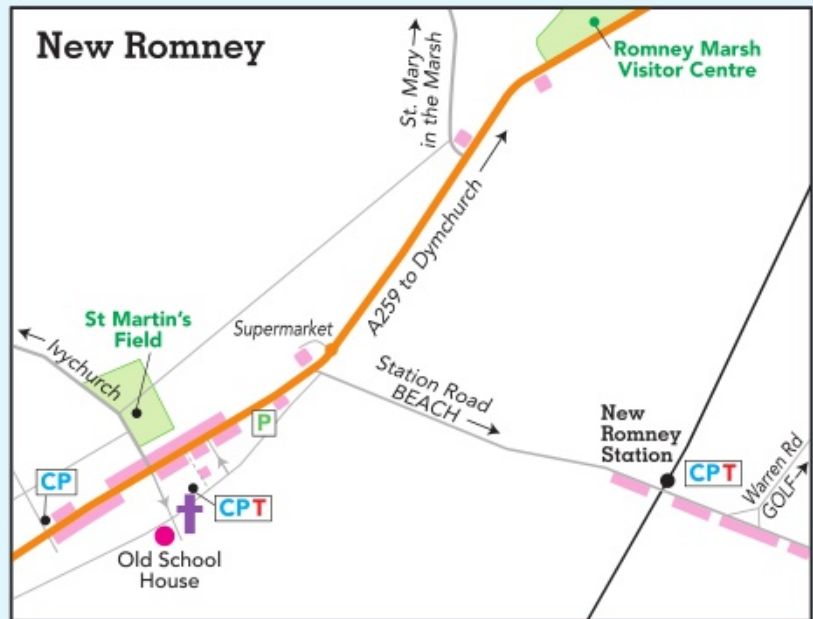 New Romney
St. Mary
in the Marsh
Romney Marsh
Visitor Centre
A259 to Dymchurch
St Martin's
Field
Ivychurch
Supermarket
Station Road
BEACH
P
New
Romney
Station
CPT
Warren Rd
GOLF
CP
CPT
Old School
House